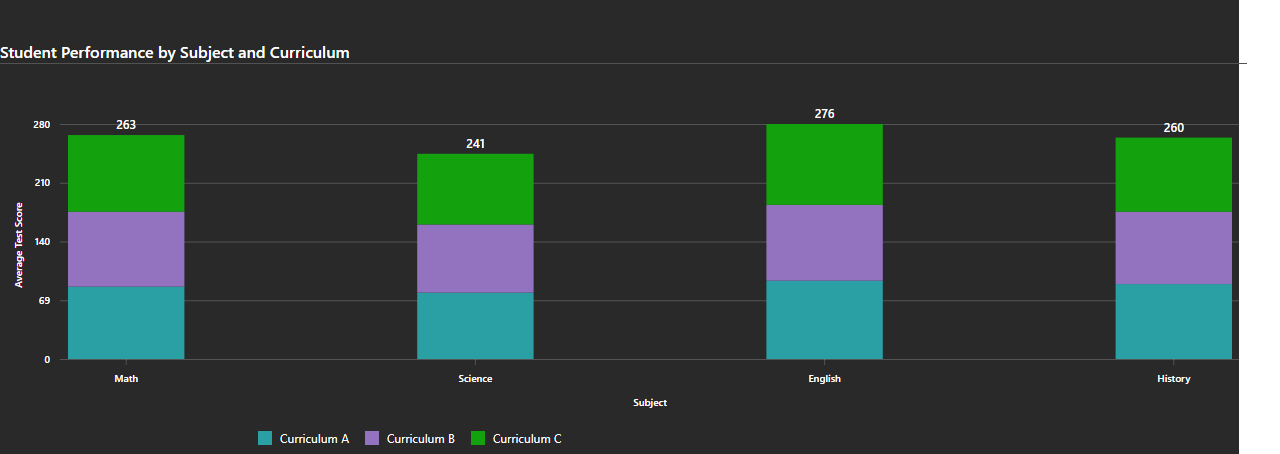 Student Performance by Subject and Curriculum
280
210
140
69
0
Average Test Score
263
241
276
260
Math
Science
English
History
Subject
Curriculum A
Curriculum B
Curriculum C